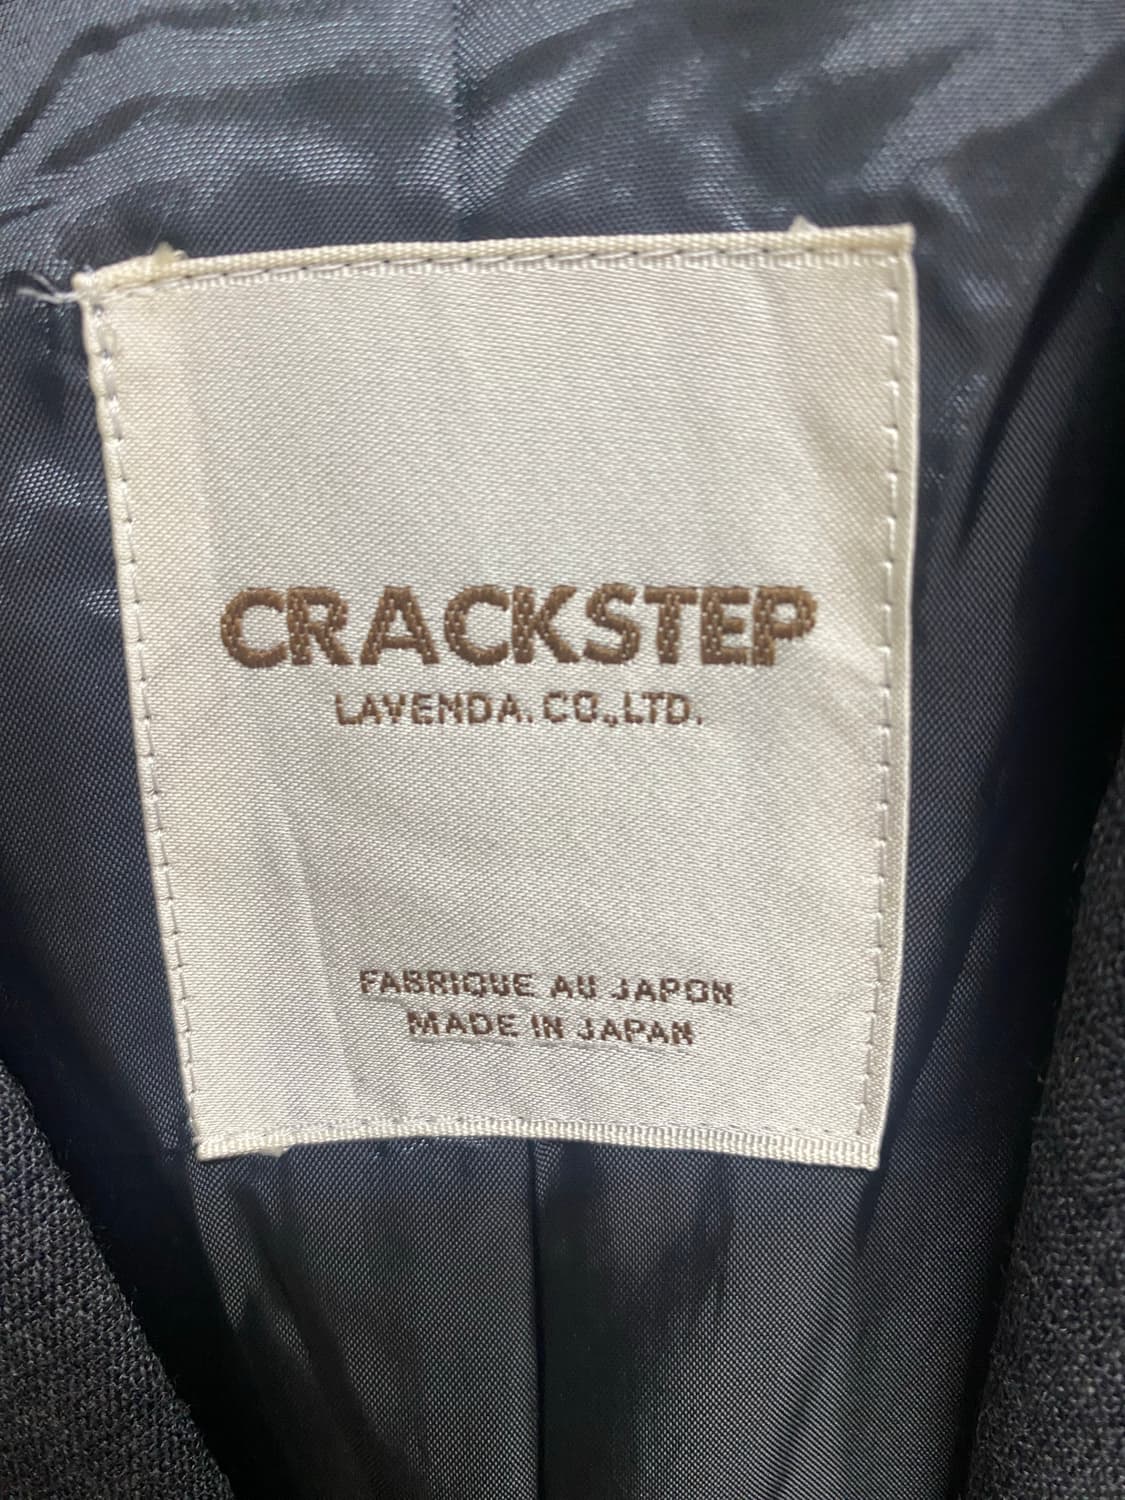 CRACKSTEP
LAVENDA.CO.,LTD.
FABRIQUE AU JAPON
MADE IN JAPAN